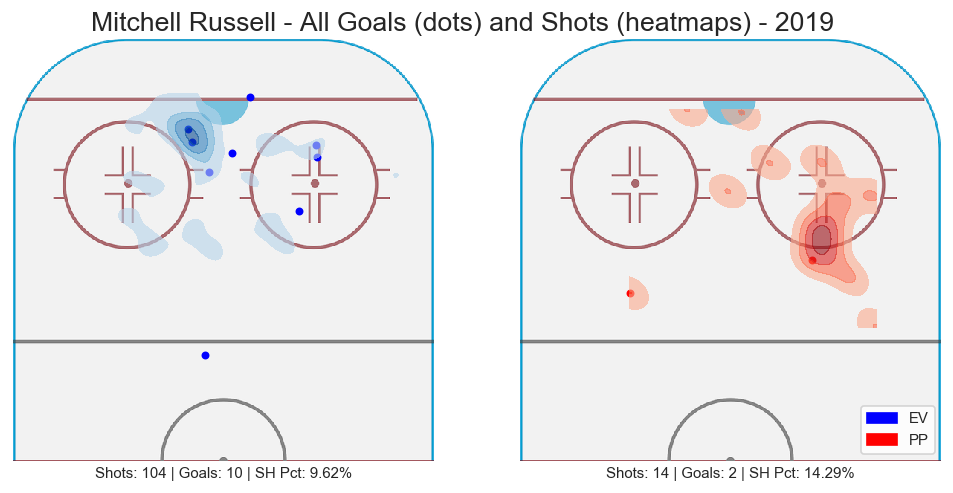 Mitchell Russell - All Goals (dots) and Shots (heatmaps) - 2019
EV
PP
Shots: 104 | Goals: 10 | SH Pct: 9.62%
Shots: 14 | Goals: 2 | SH Pct: 14.29%